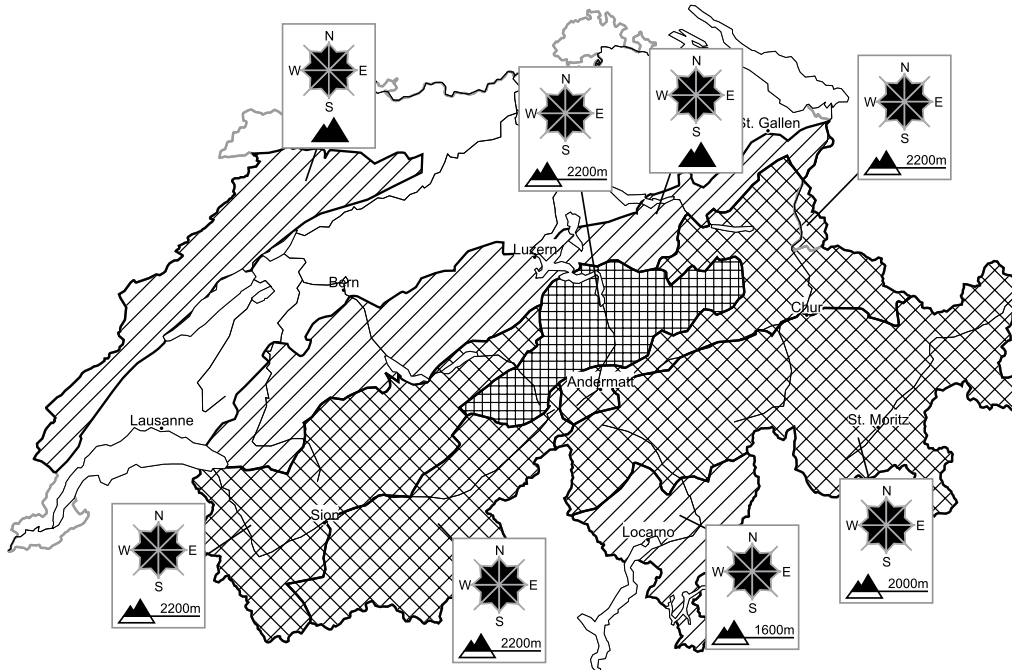 N
W E
S
N
W E
S
2200m
N
W E
S
N
W E
S
2200m
St. Gallen
Luzern
Bern
Chur
Andermatt
Lausanne
St. Moritz
Sion
Locarno
N
W E
S
2200m
N
W E
S
2200m
N
W E
S
1600m
N
W E
S
2000m